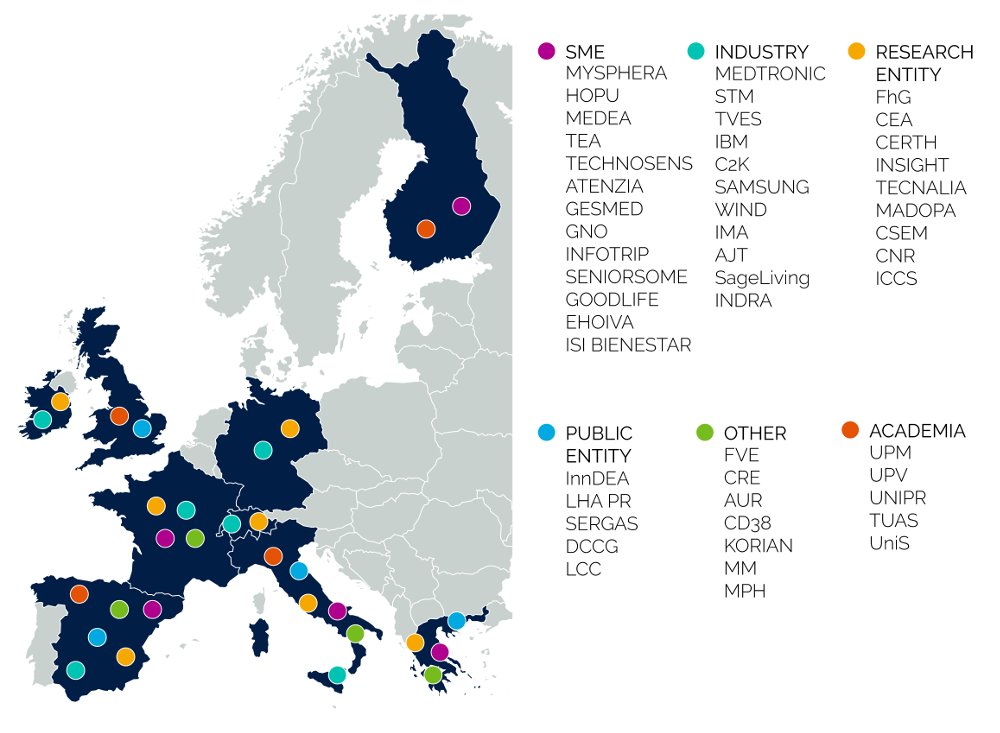 SME
MYSPHERA
HOPU
MEDEA
TEA
TECHNOSENS
ATENZIA
GESMED
GNO
INFOTRIP
SENIORSOME
GOODLIFE
EHOIVA
ISI BIENESTAR
INDUSTRY
MEDTRONIC
STM
TVES
IBM
C2K
SAMSUNG
WIND
IMA
AJT
SageLiving
INDRA
RESEARCH
ENTITY
FhG
CEA
CERTH
INSIGHT
TECNALIA
MADOPA
CSEM
CNR
ICCS
PUBLIC
ENTITY
InnDEA
LHA PR
SERGAS
DCCG
LCC
OTHER
FVE
CRE
AUR
CD38
KORIAN
MM
MPH
ACADEMIA
UPM
UPV
UNIPR
TUAS
UniS